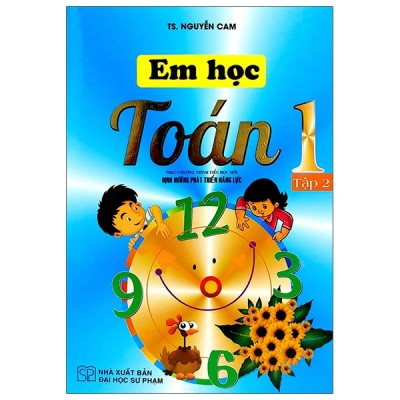 TS. NGUYỄN CAM
Em học
Toán 1
THEO CHƯƠNG TRÌNH TIỂU HỌC MỚI
ĐỊNH HƯỚNG PHÁT TRIỂN NĂNG LỰC
Tập 2
12
9
3
6
SP
NHÀ XUẤT BẢN
ĐẠI HỌC SƯ PHẠM